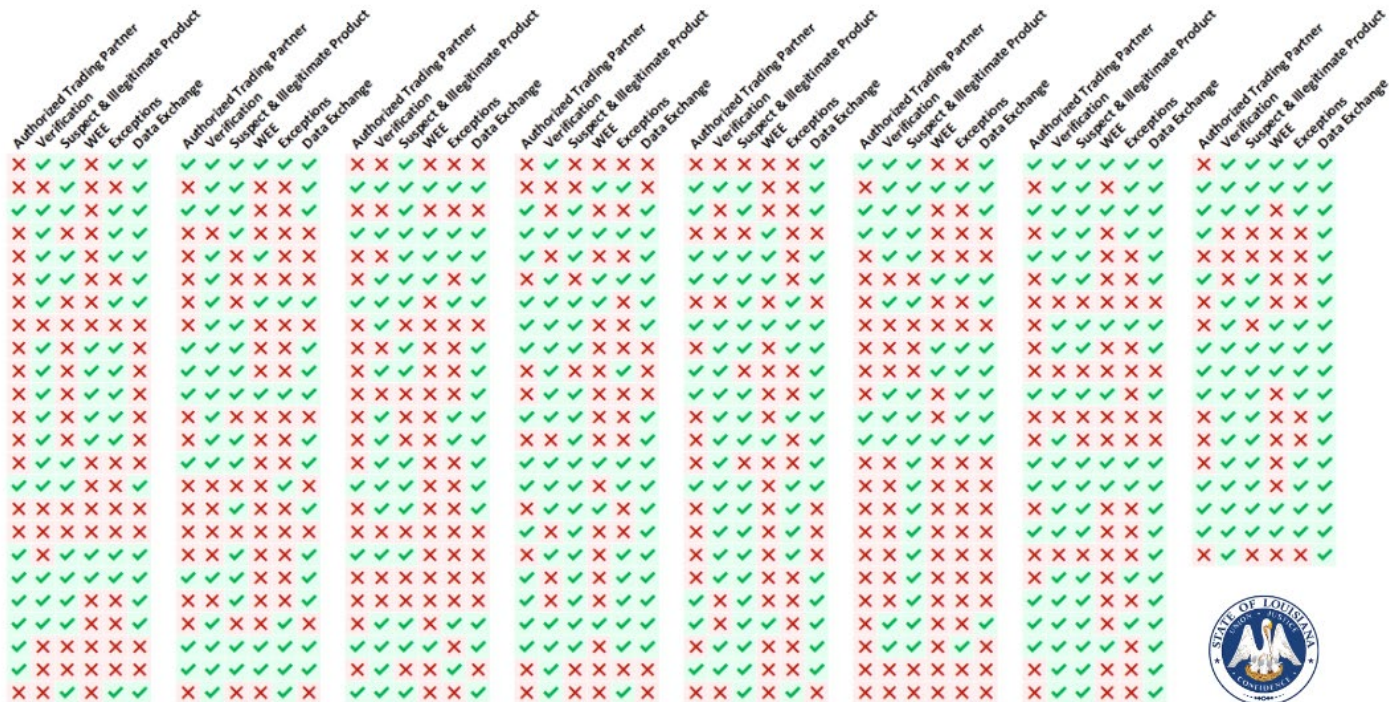 Authorized Trading Partner
Verification
Suspect & Illegitimate Product
WEE
Exceptions
Data Exchange
Authorized Trading Partner
Verification
Suspect & Illegitimate Product
WEE
Exceptions
Data Exchange
Authorized Trading Partner
Verification
Suspect & Illegitimate Product
WEE
Exceptions
Data Exchange
Authorized Trading Partner
Verification
Suspect & Illegitimate Product
WEE
Exceptions
Data Exchange
Authorized Trading Partner
Verification
Suspect & Illegitimate Product
WEE
Exceptions
Data Exchange
Authorized Trading Partner
Verification
Suspect & Illegitimate Product
WEE
Exceptions
Data Exchange
Authorized Trading Partner
Verification
Suspect & Illegitimate Product
WEE
Exceptions
Data Exchange
Authorized Trading Partner
Verification
Suspect & Illegitimate Product
WEE
Exceptions
Data Exchange
STATE OF LOUISIANA
UNION · JUSTICE
CONFIDENCE